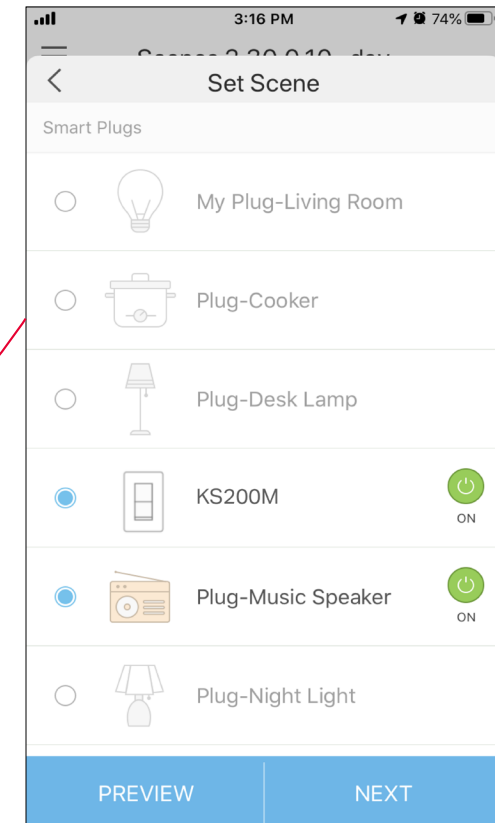 3:16 PM
74%
Set Scene
Smart Plugs
My Plug-Living Room
Plug-Cooker
Plug-Desk Lamp
KS200M
ON
Plug-Music Speaker
ON
Plug-Night Light
PREVIEW
NEXT